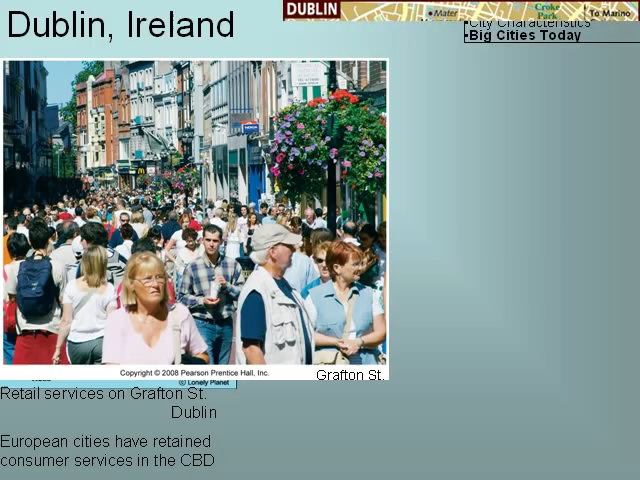 Dublin, Ireland
DUBLIN
Mater
Croke
Park
To Marino
•City Characteristics
•Big Cities Today
NOKIA
Copyright © 2008 Pearson Prentice Hall, Inc.
Grafton St.
© Lonely Planet
Retail services on Grafton St.
Dublin
European cities have retained
consumer services in the CBD